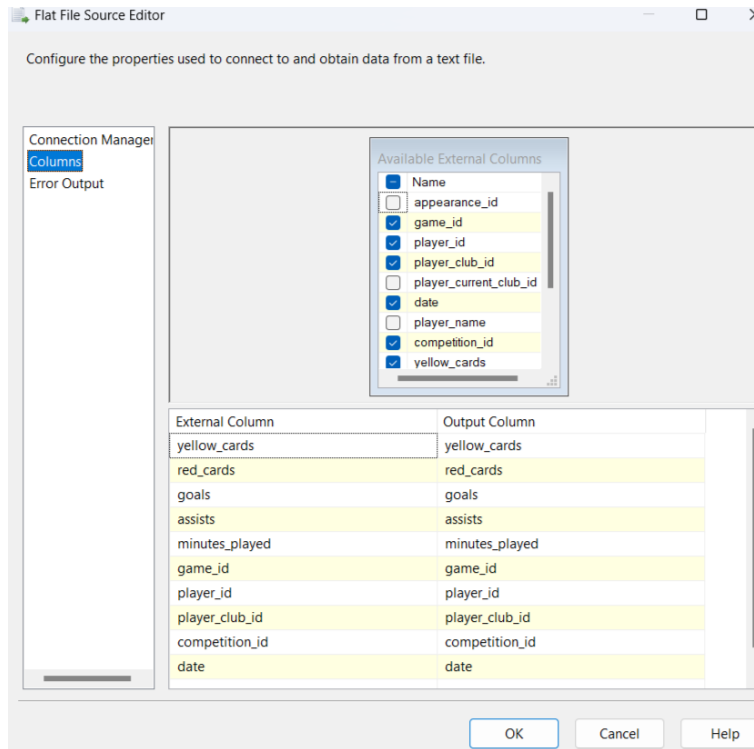 Flat File Source Editor
Configure the properties used to connect to and obtain data from a text file.
Connection Manager
Columns
Error Output
Available External Columns
Name
appearance_id
game_id
player_id
player_club_id
player_current_club_id
date
player_name
competition_id
yellow_cards
External Column Output Column
yellow_cards yellow_cards
red_cards red_cards
goals goals
assists assists
minutes_played minutes_played
game_id game_id
player_id player_id
player_club_id player_club_id
competition_id competition_id
date date
OK Cancel Help